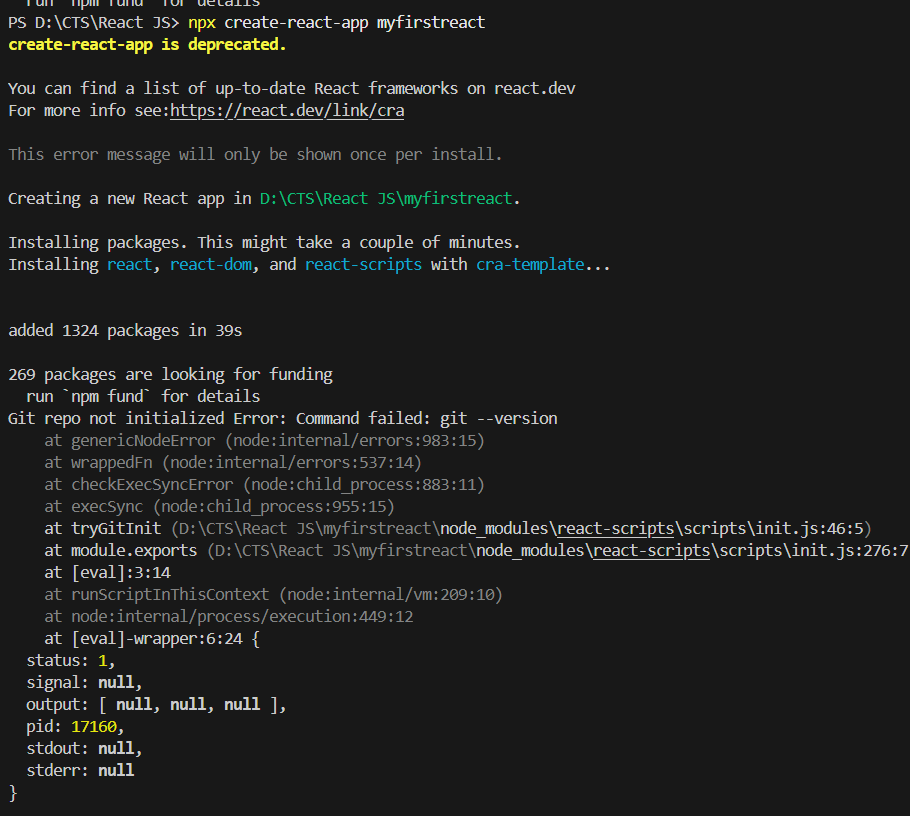 run `npm fund` for details
PS D:\CTS\React JS> npx create-react-app myfirstreact
create-react-app is deprecated.
You can find a list of up-to-date React frameworks on react.dev
For more info see:https://react.dev/link/cra
This error message will only be shown once per install.
Creating a new React app in D:\CTS\React JS\myfirstreact.
Installing packages. This might take a couple of minutes.
Installing react, react-dom, and react-scripts with cra-template...
added 1324 packages in 39s
269 packages are looking for funding
  run `npm fund` for details
Git repo not initialized Error: Command failed: git --version
    at genericNodeError (node:internal/errors:983:15)
    at wrappedFn (node:internal/errors:537:14)
    at checkExecSyncError (node:child_process:883:11)
    at execSync (node:child_process:955:15)
    at tryGitInit (D:\CTS\React JS\myfirstreact\node_modules\react-scripts\scripts\init.js:46:5)
    at module.exports (D:\CTS\React JS\myfirstreact\node_modules\react-scripts\scripts\init.js:276:7
    at [eval]:3:14
    at runScriptInThisContext (node:internal/vm:209:10)
    at node:internal/process/execution:449:12
    at [eval]-wrapper:6:24 {
  status: 1,
  signal: null,
  output: [ null, null, null ],
  pid: 17160,
  stdout: null,
  stderr: null
}